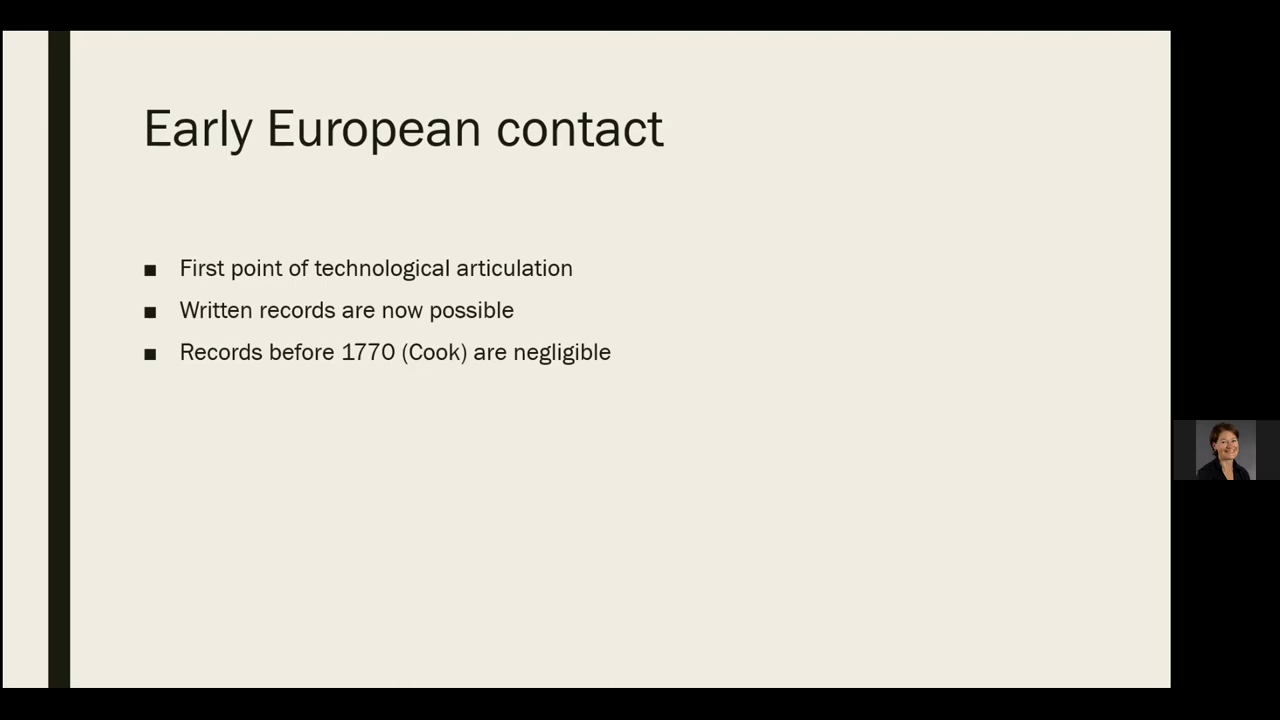 Early European contact
■ First point of technological articulation
■ Written records are now possible
■ Records before 1770 (Cook) are negligible